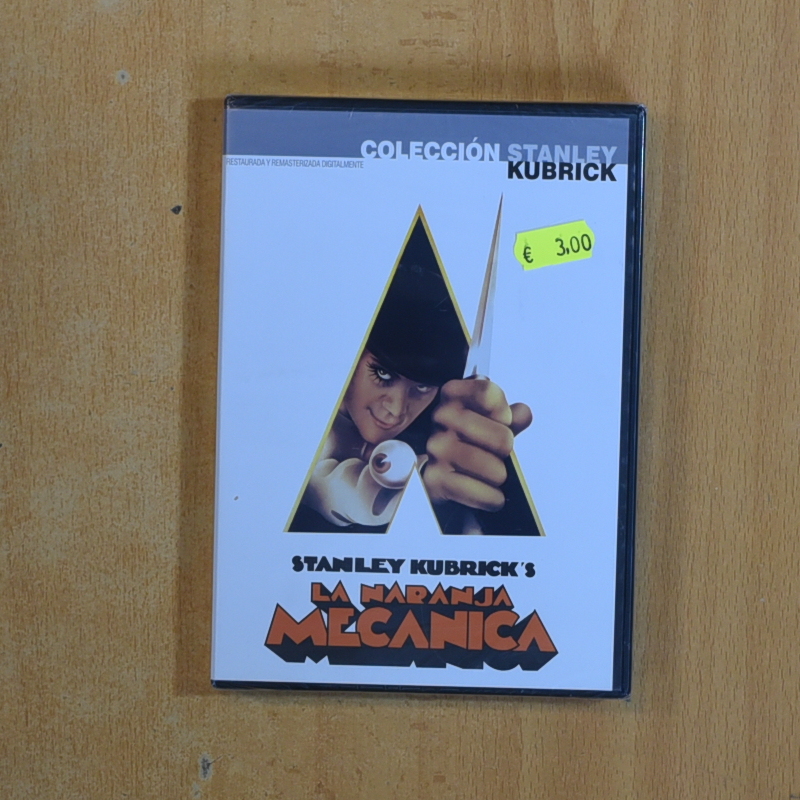 COLECCIÓN STANLEY
KUBRICK
RESTAURADA Y REMASTERIZADA DIGITALMENTE
€ 3,00
STANLEY KUBRICK'S
LA NARANJA
MECANICA